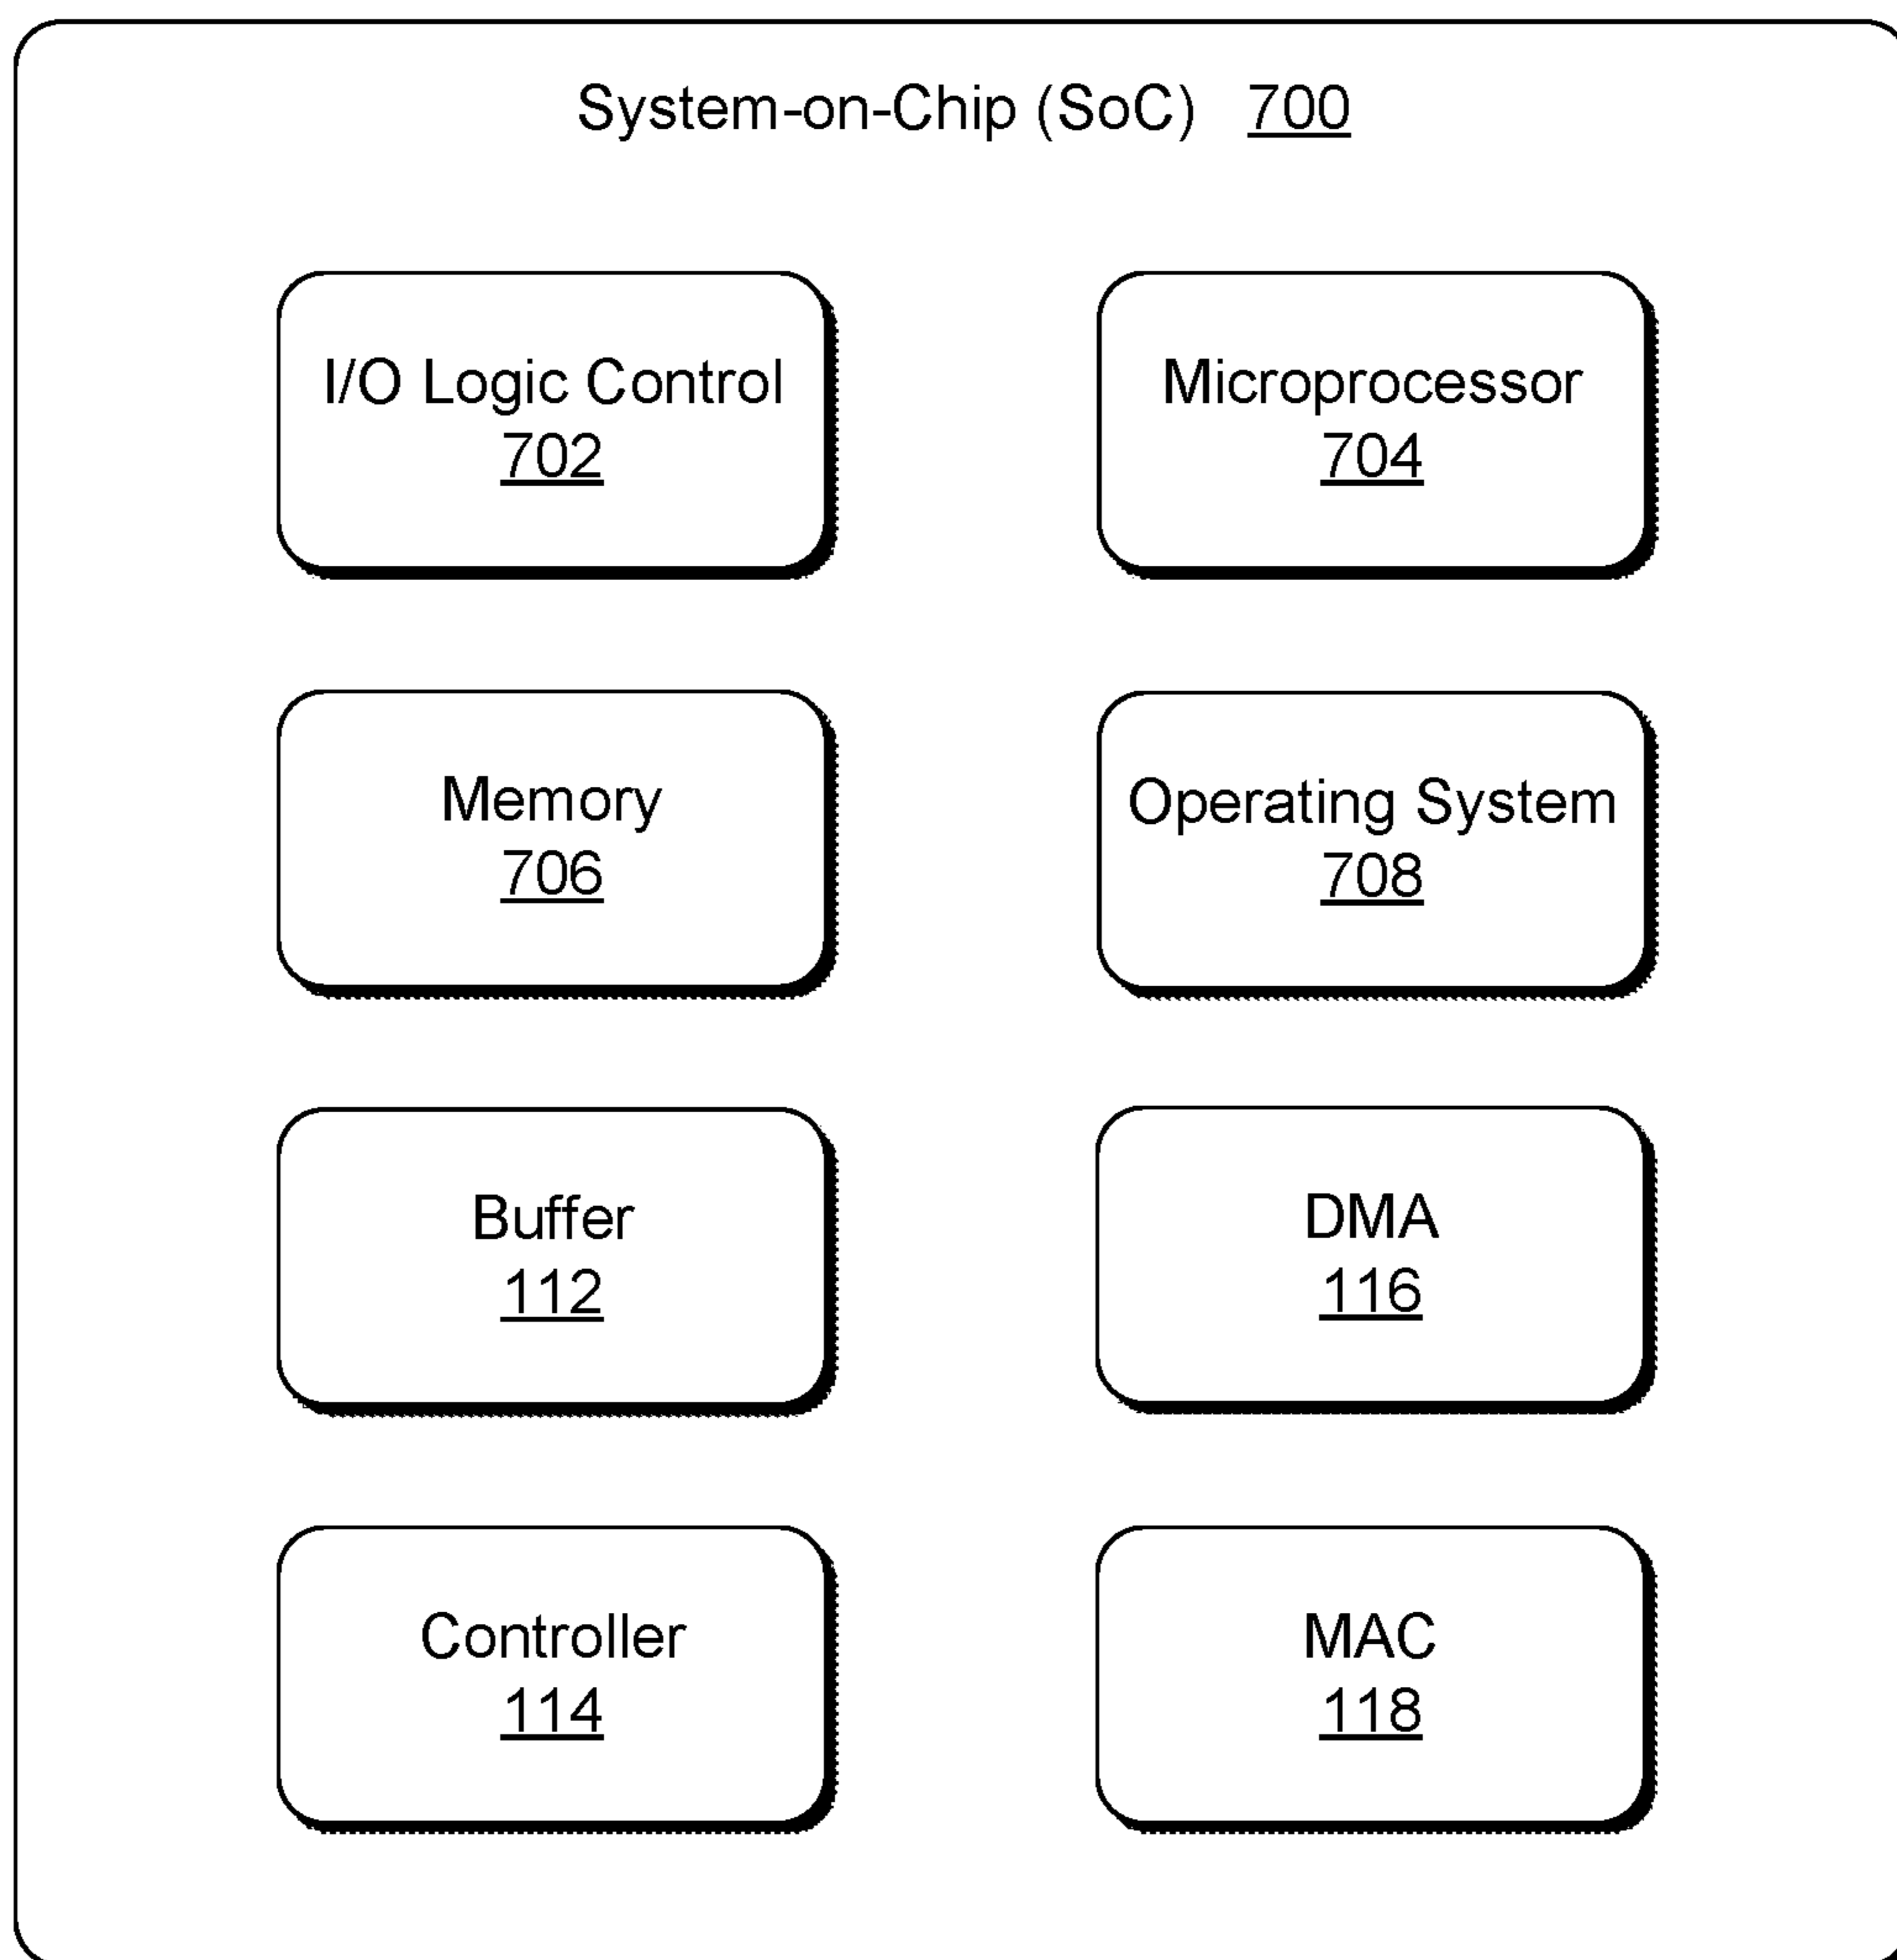 System-on-Chip (SoC) 700
I/O Logic Control
702
Microprocessor
704
Memory
706
Operating System
708
Buffer
112
DMA
116
Controller
114
MAC
118